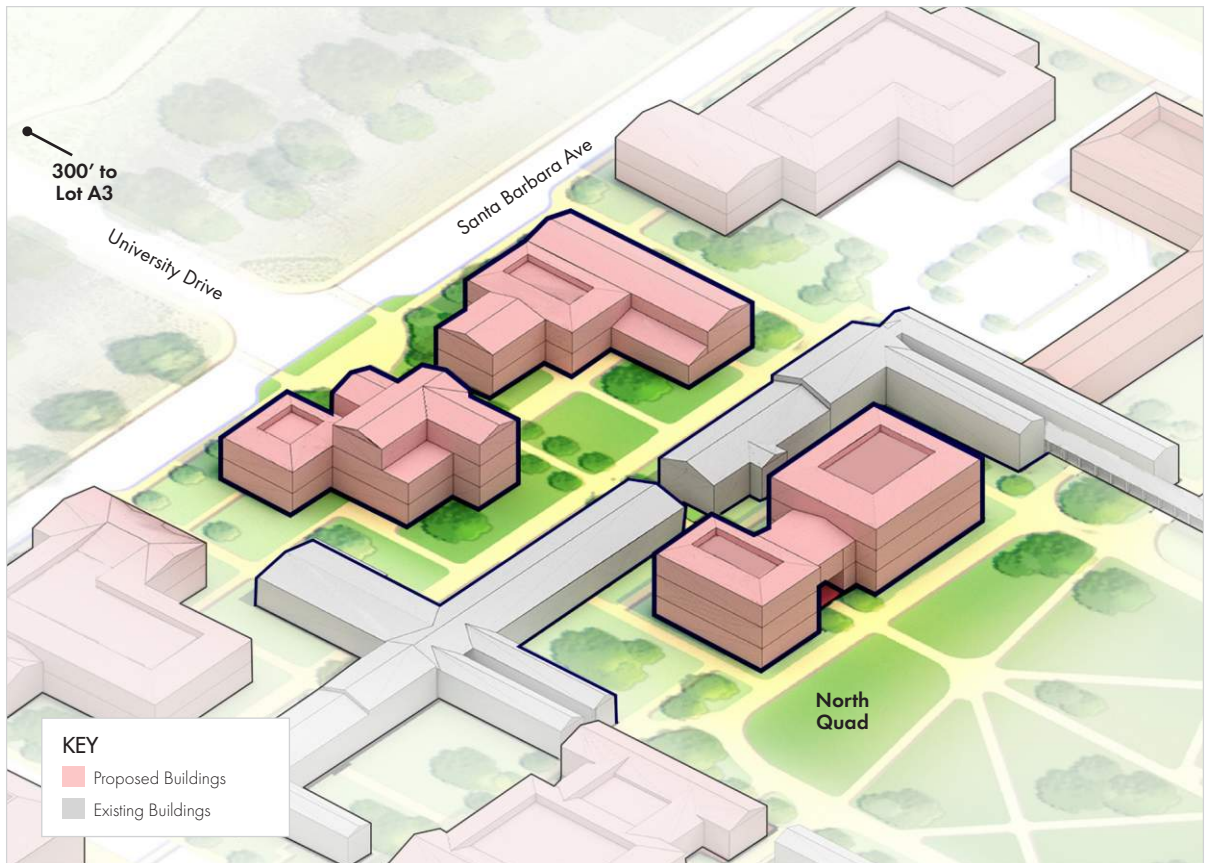 300’ to
Lot A3
University Drive
Santa Barbara Ave
North
Quad
KEY
Proposed Buildings
Existing Buildings